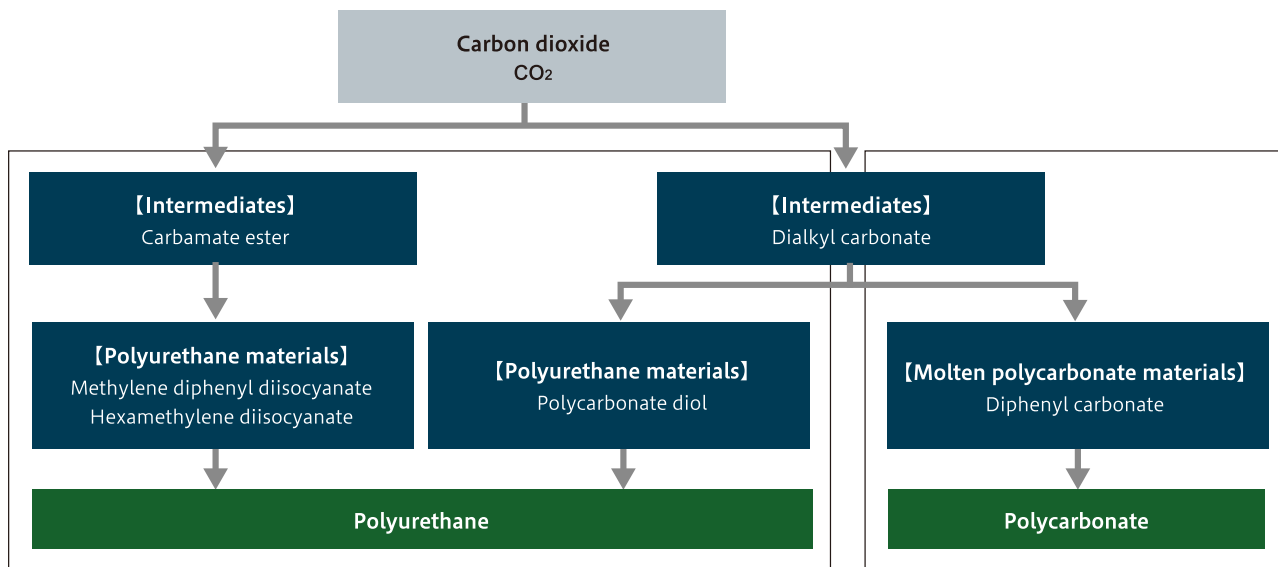 Carbon dioxide
CO₂
【Intermediates】
Carbamate ester
【Intermediates】
Dialkyl carbonate
【Polyurethane materials】
Methylene diphenyl diisocyanate
Hexamethylene diisocyanate
【Polyurethane materials】
Polycarbonate diol
【Molten polycarbonate materials】
Diphenyl carbonate
Polyurethane
Polycarbonate